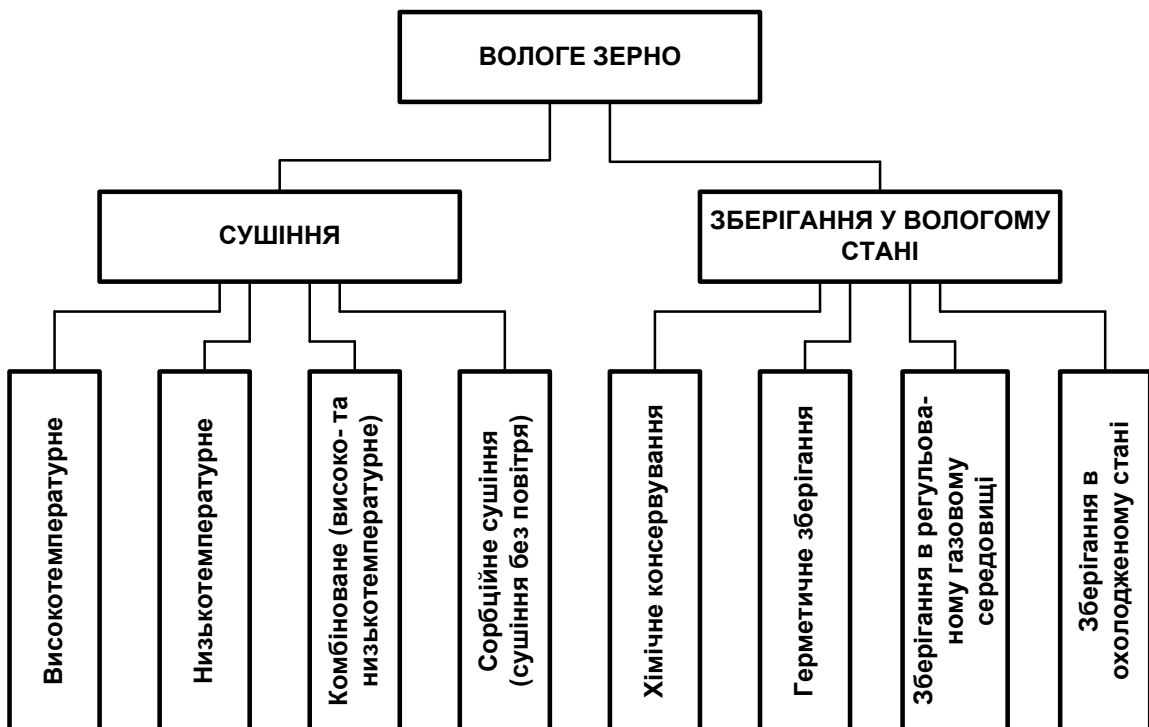 ВОЛОГЕ ЗЕРНО
СУШІННЯ
ЗБЕРІГАННЯ У ВОЛОГОМУ
СТАНІ
Високотемпературне
Низькотемпературне
Комбіноване (високо- та
низькотемпературне)
Сорбційне сушіння
(сушіння без повітря)
Хімічне консервування
Герметичне зберігання
Зберігання в регульова-
ному газовому
середовищі
Зберігання в
охолодженому стані